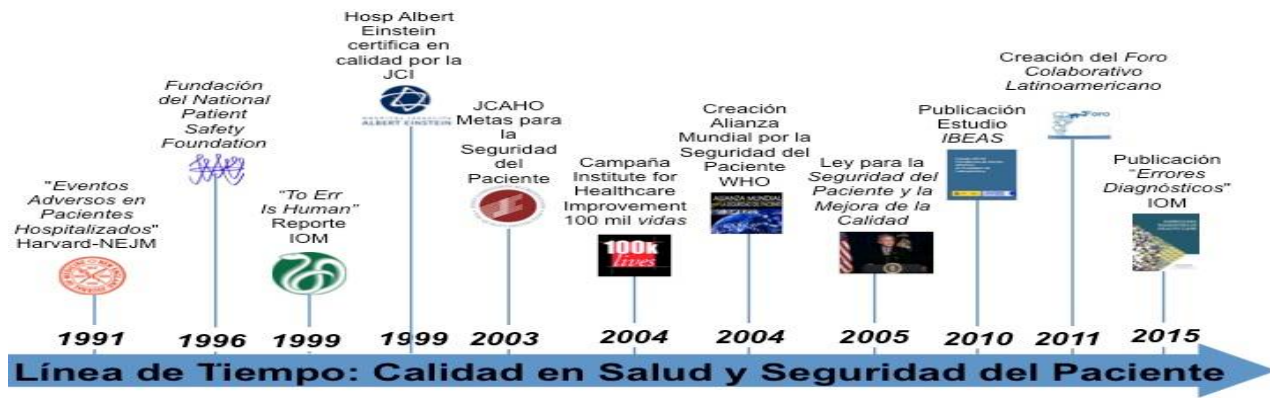 "Eventos
Adversos en
Pacientes
Hospitalizados"
Harvard-NEJM
1991
Fundación
del National
Patient
Safety
Foundation
1996
"To Err
Is Human"
Reporte
IOM
1999
Hosp Albert
Einstein
certifica en
calidad por la
JCI
ALBERT EINSTEIN
1999
JCAHO
Metas para
la
Seguridad
del
Paciente
2003
Campaña
Institute for
Healthcare
Improvement
100 mil vidas
100k
lives
2004
Creación
Alianza
Mundial por la
Seguridad del
Paciente
WHO
ALIANZA MUNDIAL
2004
Ley para la
Seguridad del
Paciente y la
Mejora de la
Calidad
2005
Publicación
Estudio
IBEAS
2010
Creación del Foro
Colaborativo
Latinoamericano
Foro
2011
Publicación
"Errores
Diagnósticos"
IOM
2015
Línea de Tiempo: Calidad en Salud y Seguridad del Paciente